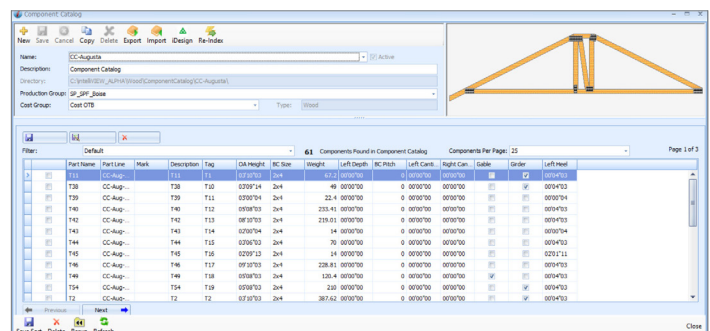 Component Catalog
New Save Cancel Copy Delete Export Import iDesign Re-Index
Name: CC-Augusta Active
Description: Component Catalog
Directory: C:\IntelliVIEW_ALPHA\Wood\ComponentCatalog\CC-Augusta\
Production Group: SP_SPF_Boise
Cost Group: Cost OTB Type: Wood
Filter: Default 61 Components Found in Component Catalog Components Per Page: 25 Page 1 of 3
Part Name Part Line Mark Description Tag OA Height BC Size Weight Left Depth BC Pitch Left Canti... Right Can... Gable Girder Left Heel
T11 CC-Aug-... T11 T1 03'10"03 2x4 67.2 00'00"00 0 00'00"00 00'00"00 00'04"03
T38 CC-Aug-... T38 T10 03'09"14 2x4 49 00'00"00 0 00'00"00 00'00"00 00'04"03
T39 CC-Aug-... T39 T11 03'00"04 2x4 22.4 00'00"00 0 00'00"00 00'00"00 00'00"04
T40 CC-Aug-... T40 T12 05'08"03 2x4 233.41 00'00"00 0 00'00"00 00'00"00 00'04"03
T42 CC-Aug-... T42 T13 08'10"03 2x4 219.01 00'00"00 0 00'00"00 00'00"00 00'04"03
T43 CC-Aug-... T43 T14 02'00"04 2x4 14 00'00"00 0 00'00"00 00'00"00 00'00"04
T44 CC-Aug-... T44 T15 03'06"03 2x4 70 00'00"00 0 00'00"00 00'00"00 00'04"03
T45 CC-Aug-... T45 T16 02'09"13 2x4 14 00'00"00 0 00'00"00 00'00"00 02'01"11
T46 CC-Aug-... T46 T17 09'10"03 2x4 228.81 00'00"00 0 00'00"00 00'00"00 00'04"03
T49 CC-Aug-... T49 T18 05'08"03 2x4 120.4 00'00"00 0 00'00"00 00'00"00 00'04"03
T54 CC-Aug-... T54 T19 05'08"03 2x4 210 00'00"00 0 00'00"00 00'00"00 00'04"03
T2 CC-Aug-... T2 T2 03'10"03 2x4 387.62 00'00"00 0 00'00"00 00'00"00 00'04"03
Previous Next
Delete Refresh Close